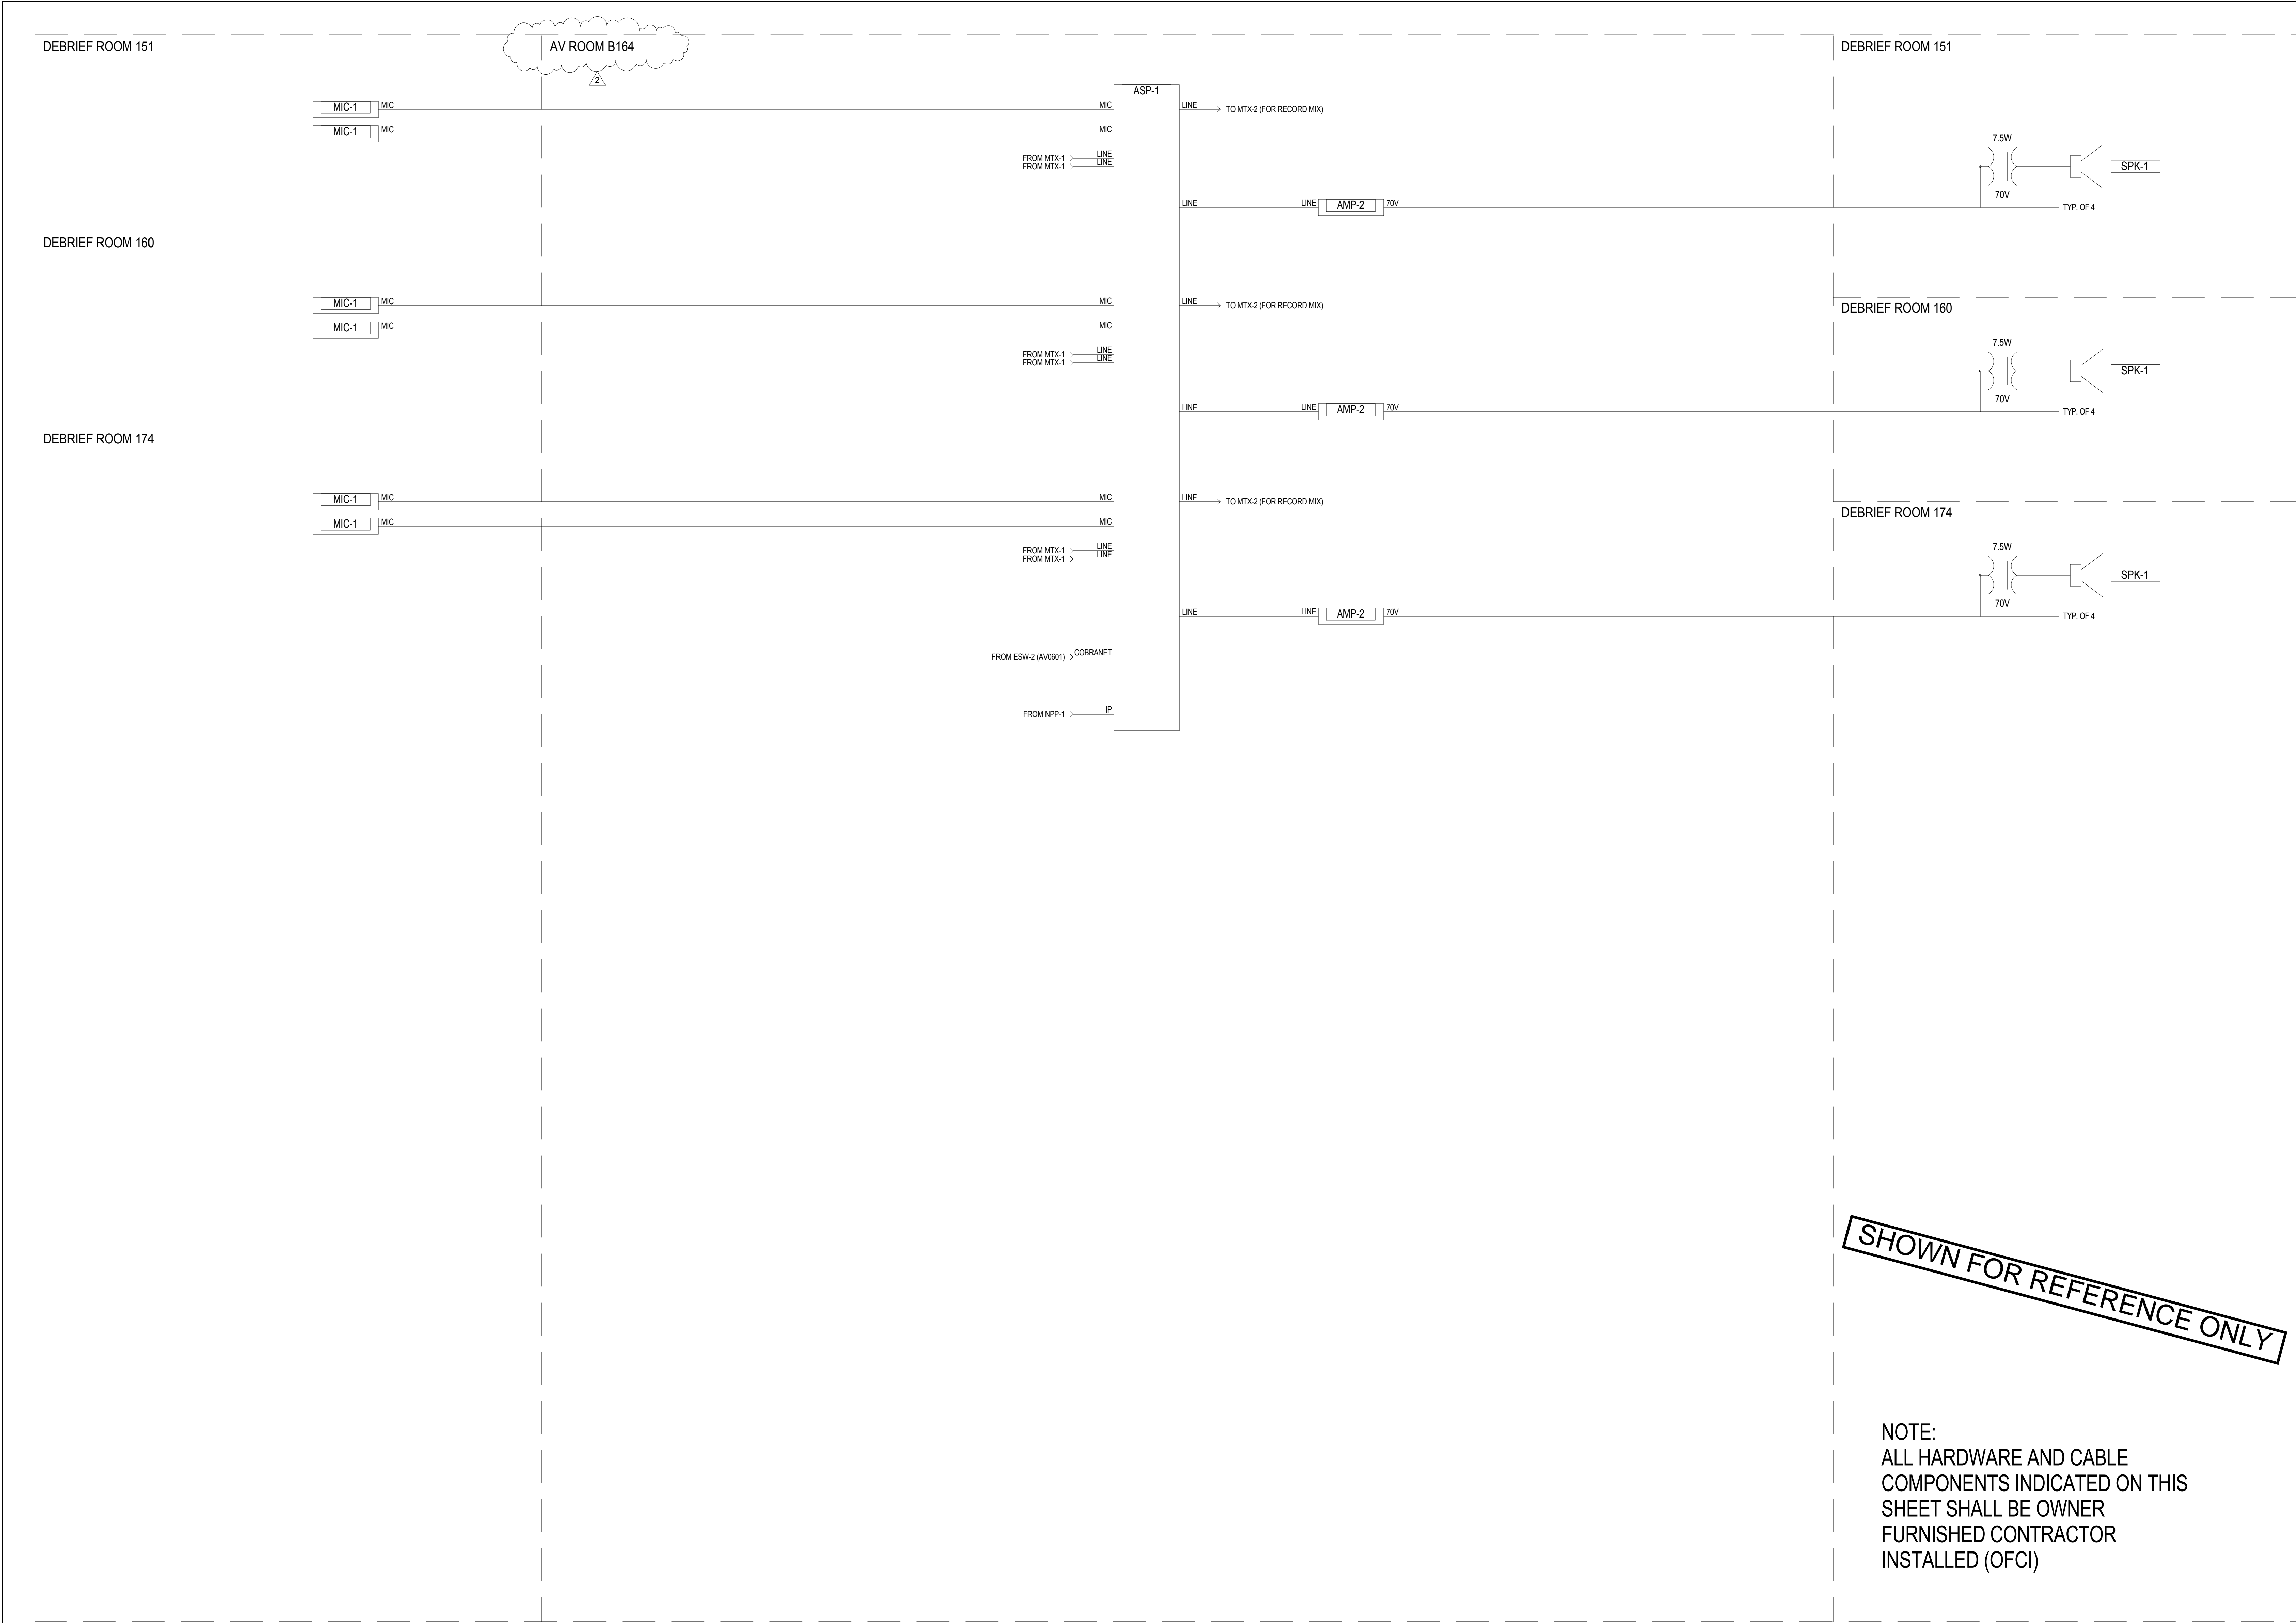 DEBRIEF ROOM 151
AV ROOM B164
2
DEBRIEF ROOM 151
ASP-1
MIC-1 MIC
MIC
LINE
TO MTX-2 (FOR RECORD MIX)
MIC-1 MIC
MIC
7.5W
FROM MTX-1 LINE
FROM MTX-1 LINE
SPK-1
70V
LINE
LINE AMP-2 70V
TYP. OF 4
DEBRIEF ROOM 160
MIC-1 MIC
MIC
LINE
TO MTX-2 (FOR RECORD MIX)
DEBRIEF ROOM 160
MIC-1 MIC
MIC
7.5W
FROM MTX-1 LINE
FROM MTX-1 LINE
SPK-1
70V
LINE
LINE AMP-2 70V
TYP. OF 4
DEBRIEF ROOM 174
MIC-1 MIC
MIC
LINE
TO MTX-2 (FOR RECORD MIX)
DEBRIEF ROOM 174
MIC-1 MIC
MIC
7.5W
FROM MTX-1 LINE
FROM MTX-1 LINE
SPK-1
70V
LINE
LINE AMP-2 70V
TYP. OF 4
FROM ESW-2 (AV0601) COBRANET
FROM NPP-1 IP
SHOWN FOR REFERENCE ONLY
NOTE:
ALL HARDWARE AND CABLE
COMPONENTS INDICATED ON THIS
SHEET SHALL BE OWNER
FURNISHED CONTRACTOR
INSTALLED (OFCI)